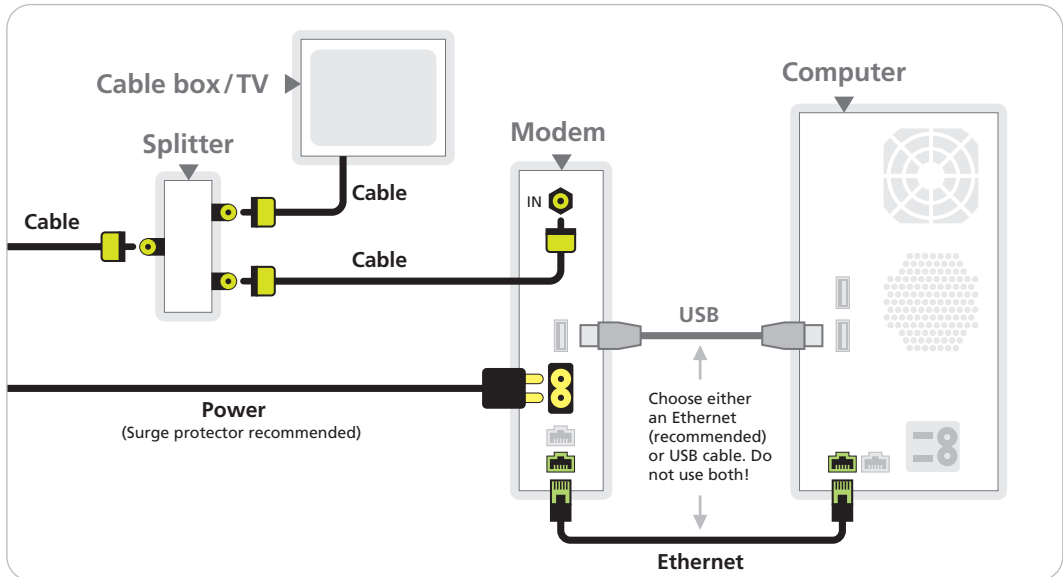 Cable box/TV
Computer
Splitter
Modem
Cable
IN
Cable
Cable
USB
Power
(Surge protector recommended)
Choose either
an Ethernet
(recommended)
or USB cable. Do
not use both!
Ethernet